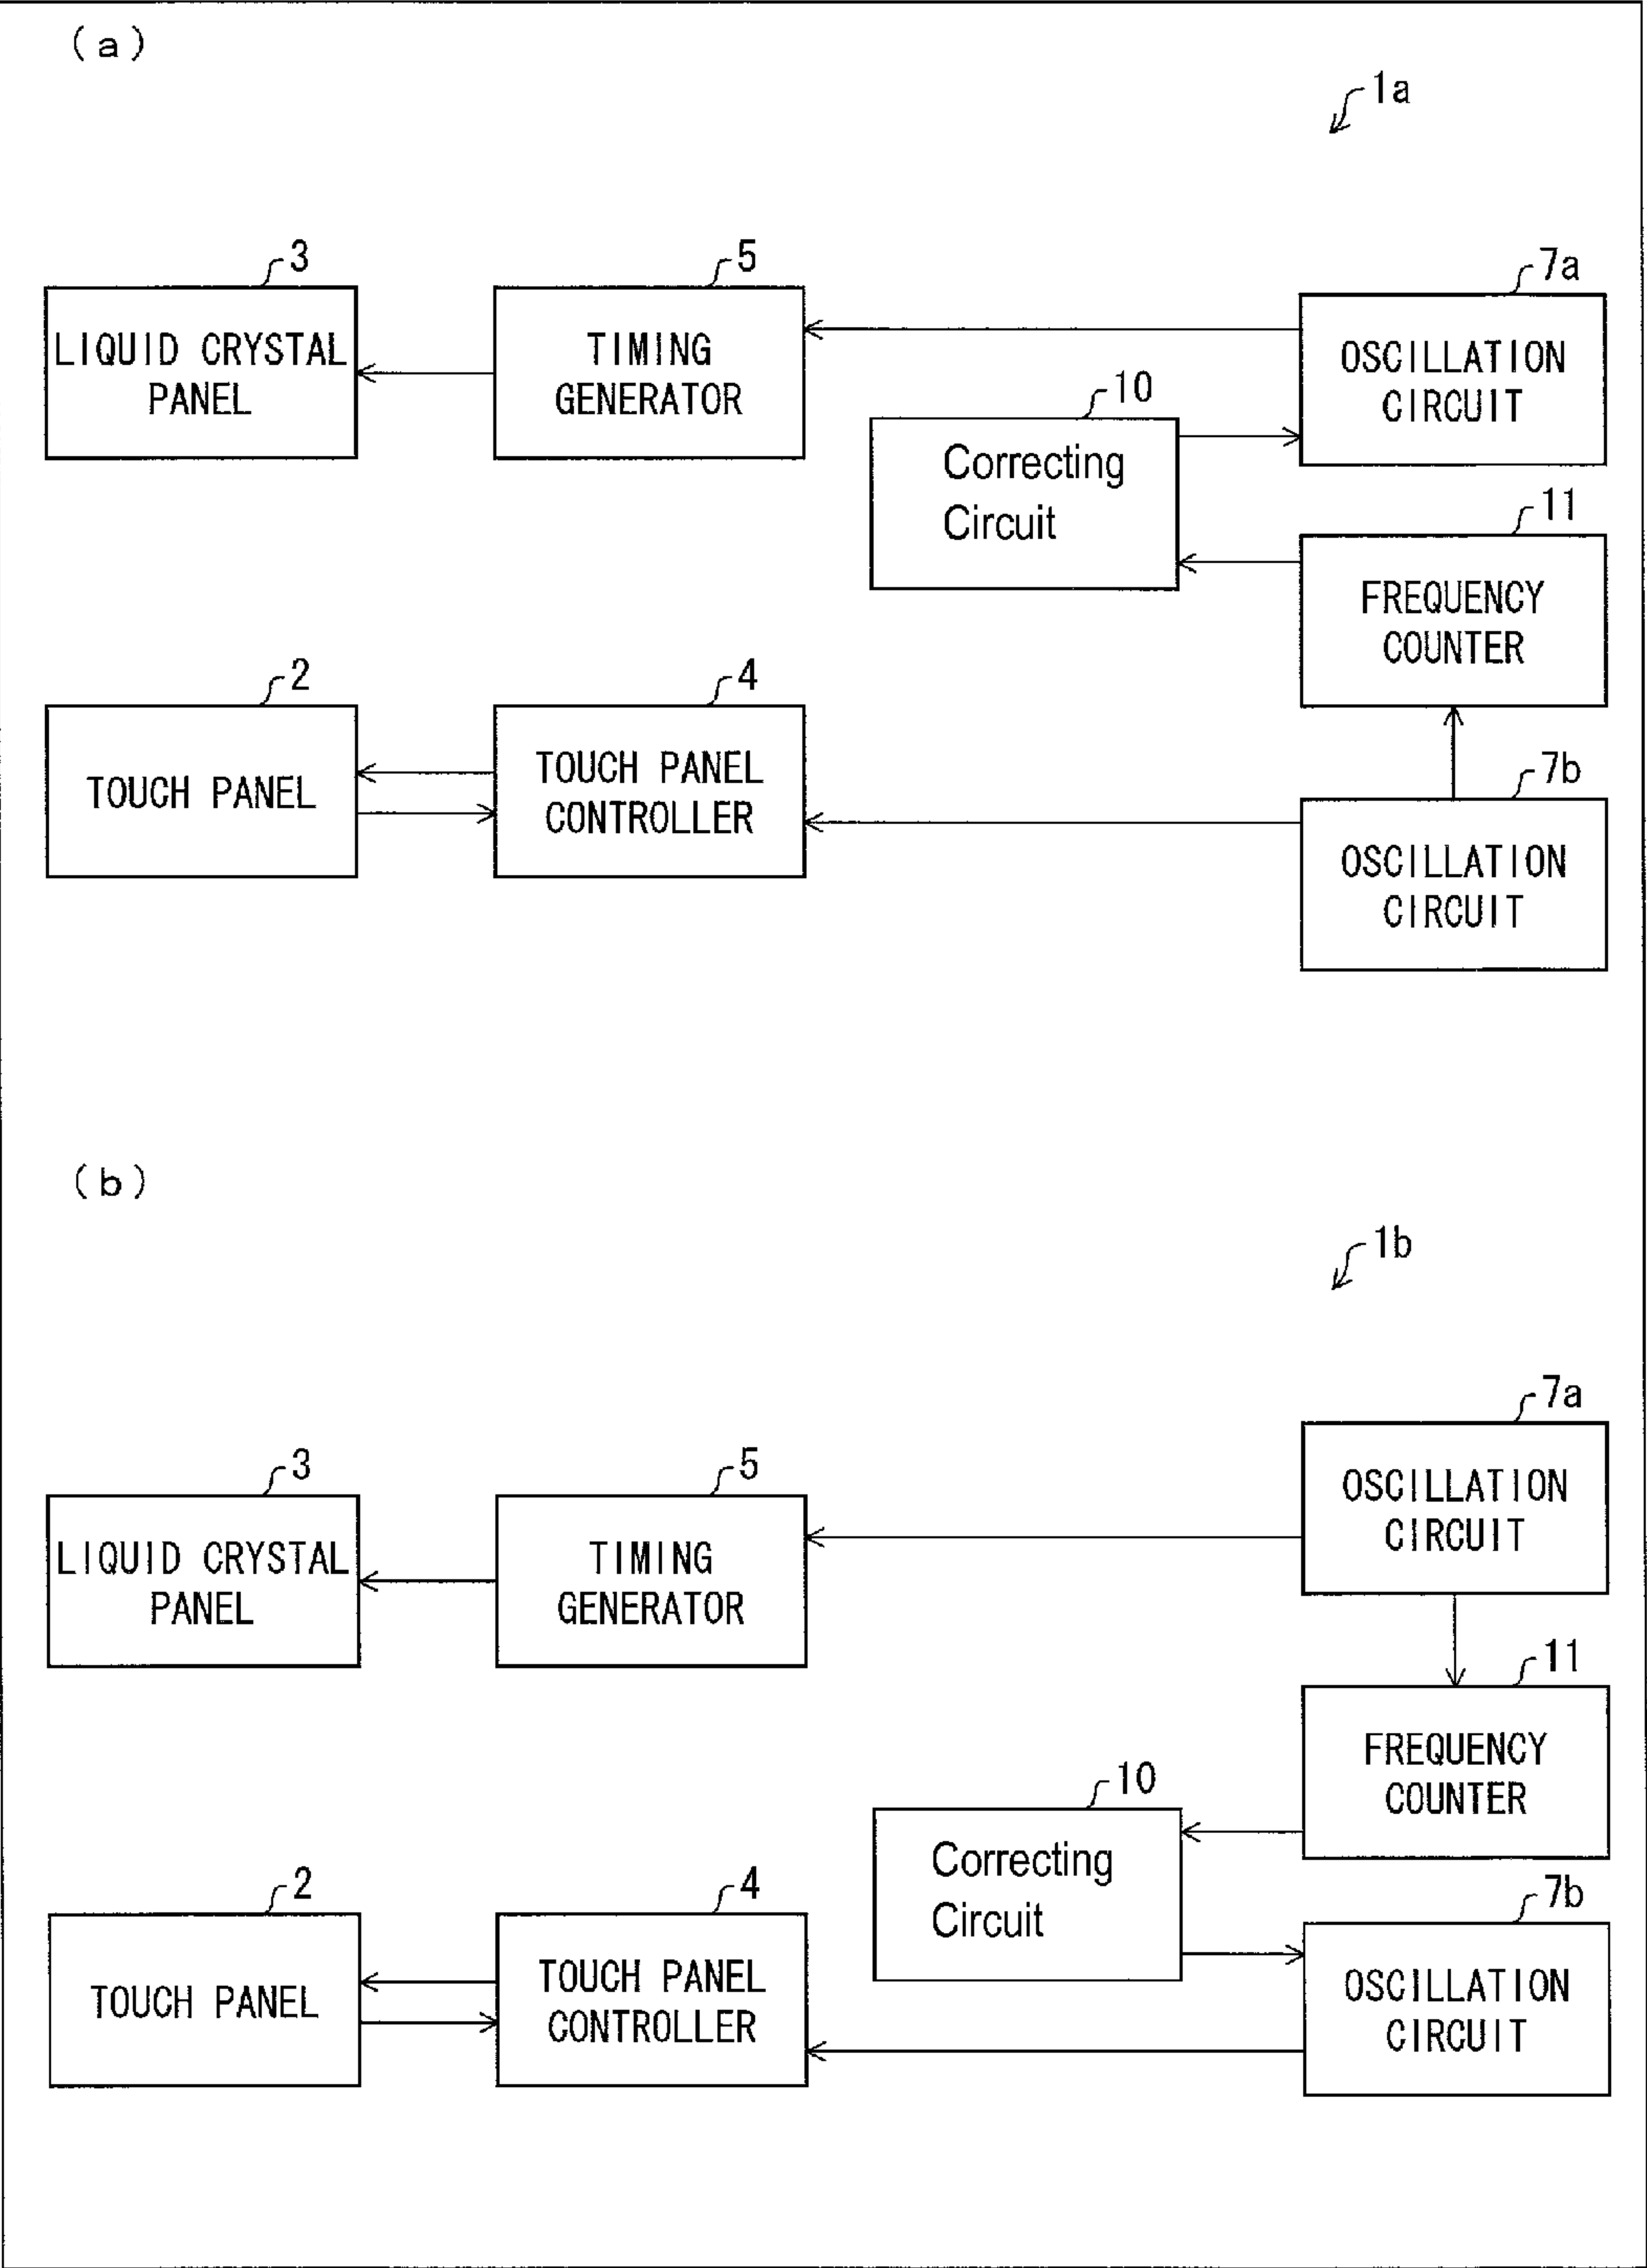 (a)
1a
3
5
7a
LIQUID CRYSTAL
PANEL
TIMING
GENERATOR
OSCILLATION
CIRCUIT
10
Correcting
Circuit
11
FREQUENCY
COUNTER
2
4
7b
TOUCH PANEL
TOUCH PANEL
CONTROLLER
OSCILLATION
CIRCUIT
(b)
1b
7a
OSCILLATION
CIRCUIT
3
5
LIQUID CRYSTAL
PANEL
TIMING
GENERATOR
11
FREQUENCY
COUNTER
10
Correcting
Circuit
2
4
7b
TOUCH PANEL
TOUCH PANEL
CONTROLLER
OSCILLATION
CIRCUIT